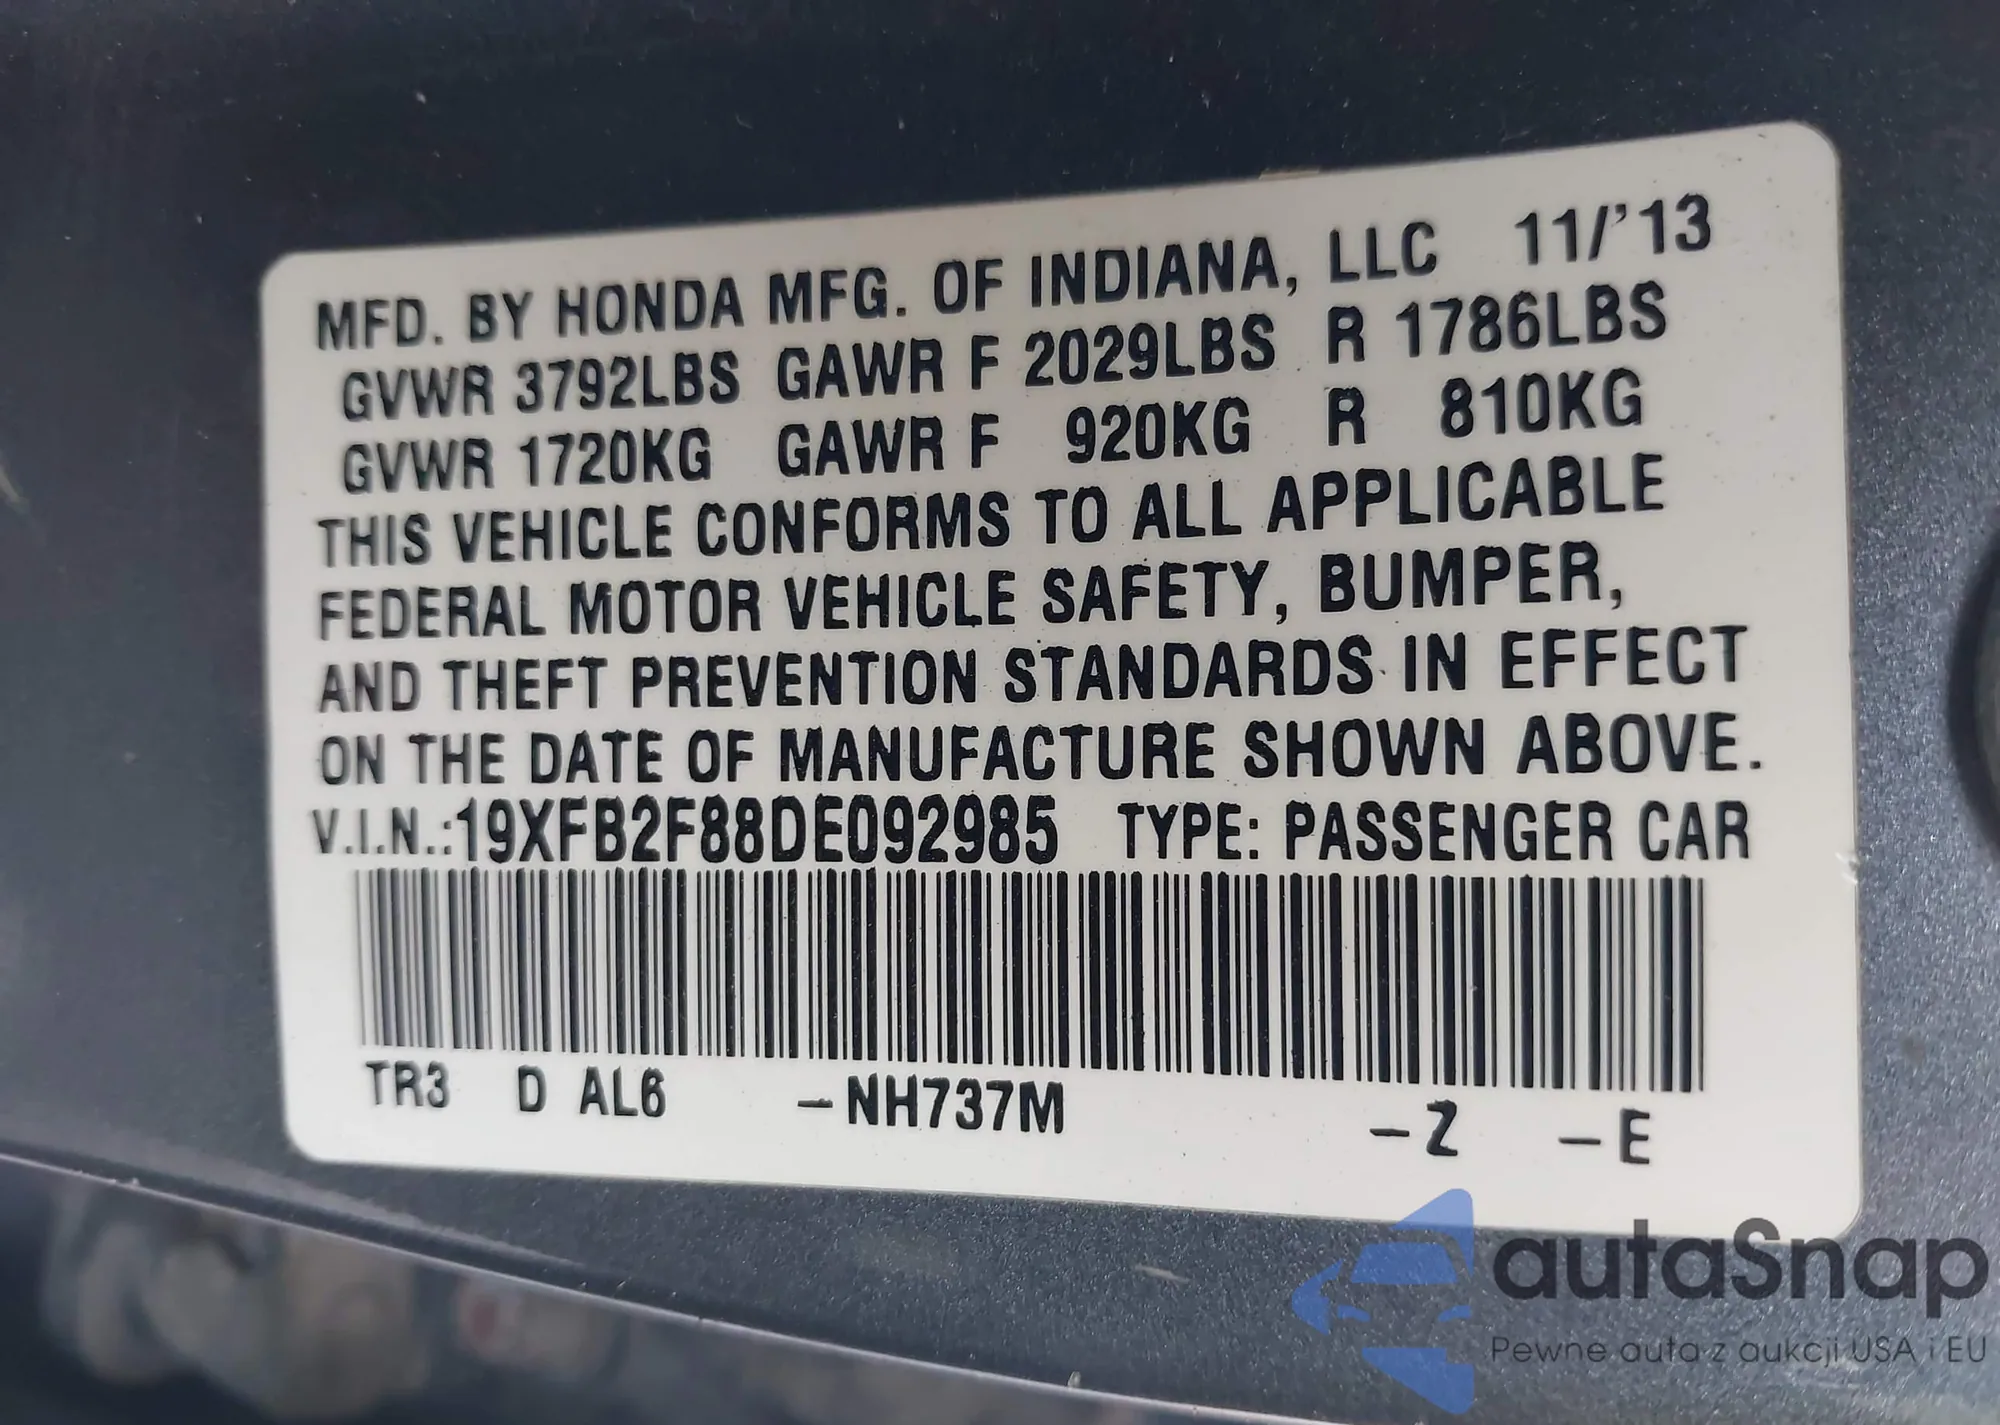 MFD. BY HONDA MFG. OF INDIANA, LLC 11/'13
GVWR 3792LBS GAWR F 2029LBS R 1786LBS
GVWR 1720KG GAWR F 920KG R 810KG
THIS VEHICLE CONFORMS TO ALL APPLICABLE
FEDERAL MOTOR VEHICLE SAFETY, BUMPER,
AND THEFT PREVENTION STANDARDS IN EFFECT
ON THE DATE OF MANUFACTURE SHOWN ABOVE.
V.I.N.:19XFB2F88DE092985 TYPE: PASSENGER CAR
TR3 D AL6 –NH737M –Z –E
autaSnap
Pewne auta z aukcji USA i EU